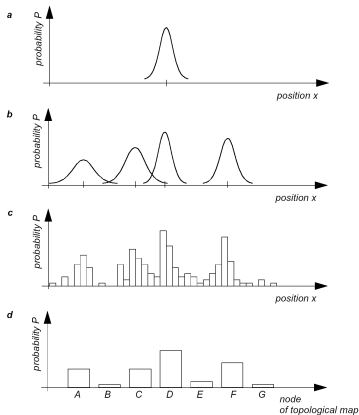 a
probability P
position x
b
probability P
position x
c
probability P
position x
d
probability P
A B C D E F G
node
of topological map